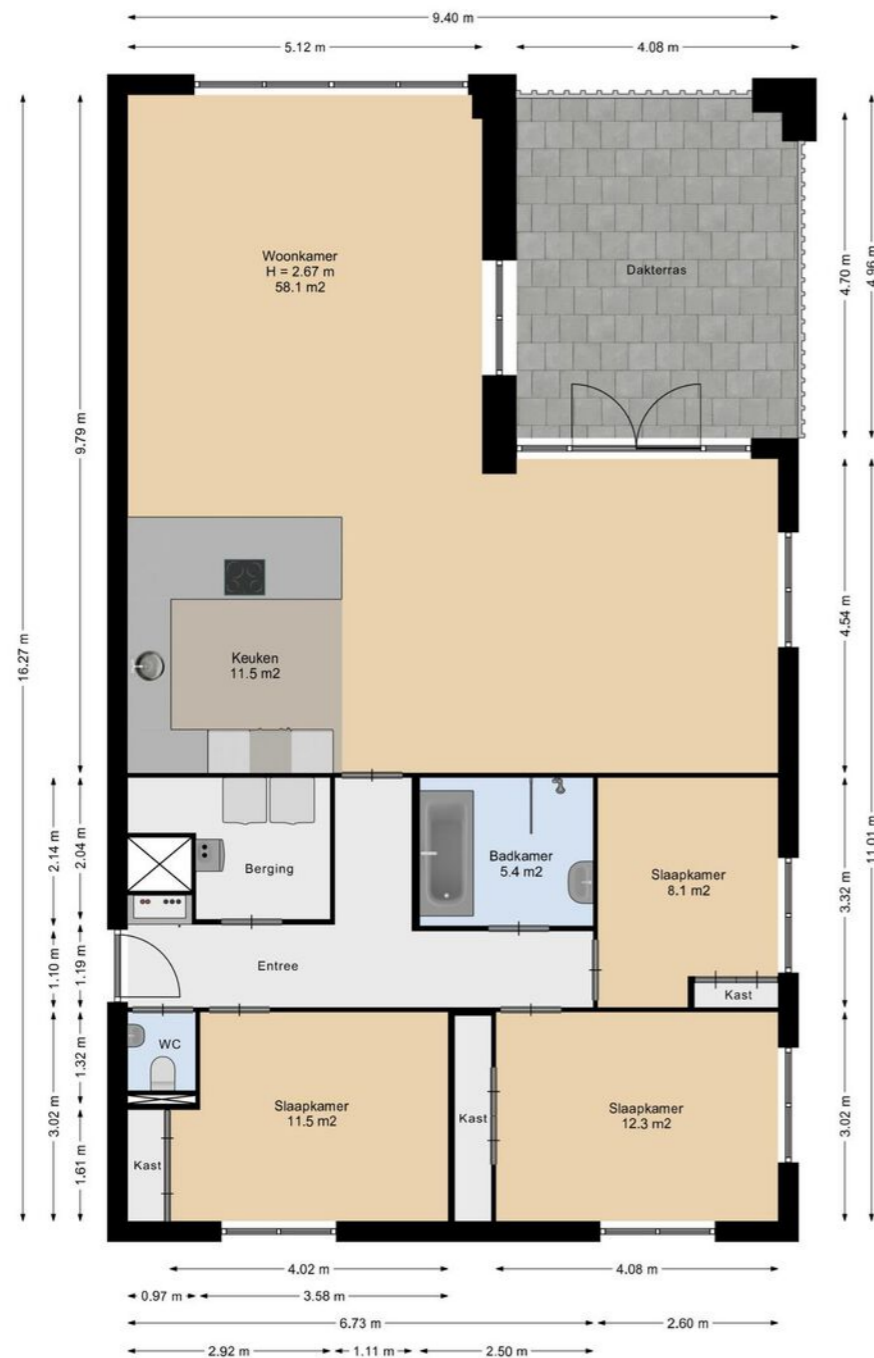 9.40 m
5.12 m
4.08 m
Woonkamer
H = 2.67 m
58.1 m2
Dakterras
4.70 m
4.96 m
9.79 m
16.27 m
4.54 m
11.01 m
Keuken
11.5 m2
2.14 m
2.04 m
Berging
Badkamer
5.4 m2
Slaapkamer
8.1 m2
3.32 m
1.10 m
1.19 m
Entree
Kast
WC
1.32 m
3.02 m
1.61 m
Slaapkamer
11.5 m2
Kast
Kast
Slaapkamer
12.3 m2
3.02 m
4.02 m
4.08 m
0.97 m
3.58 m
6.73 m
2.60 m
2.92 m
1.11 m
2.50 m